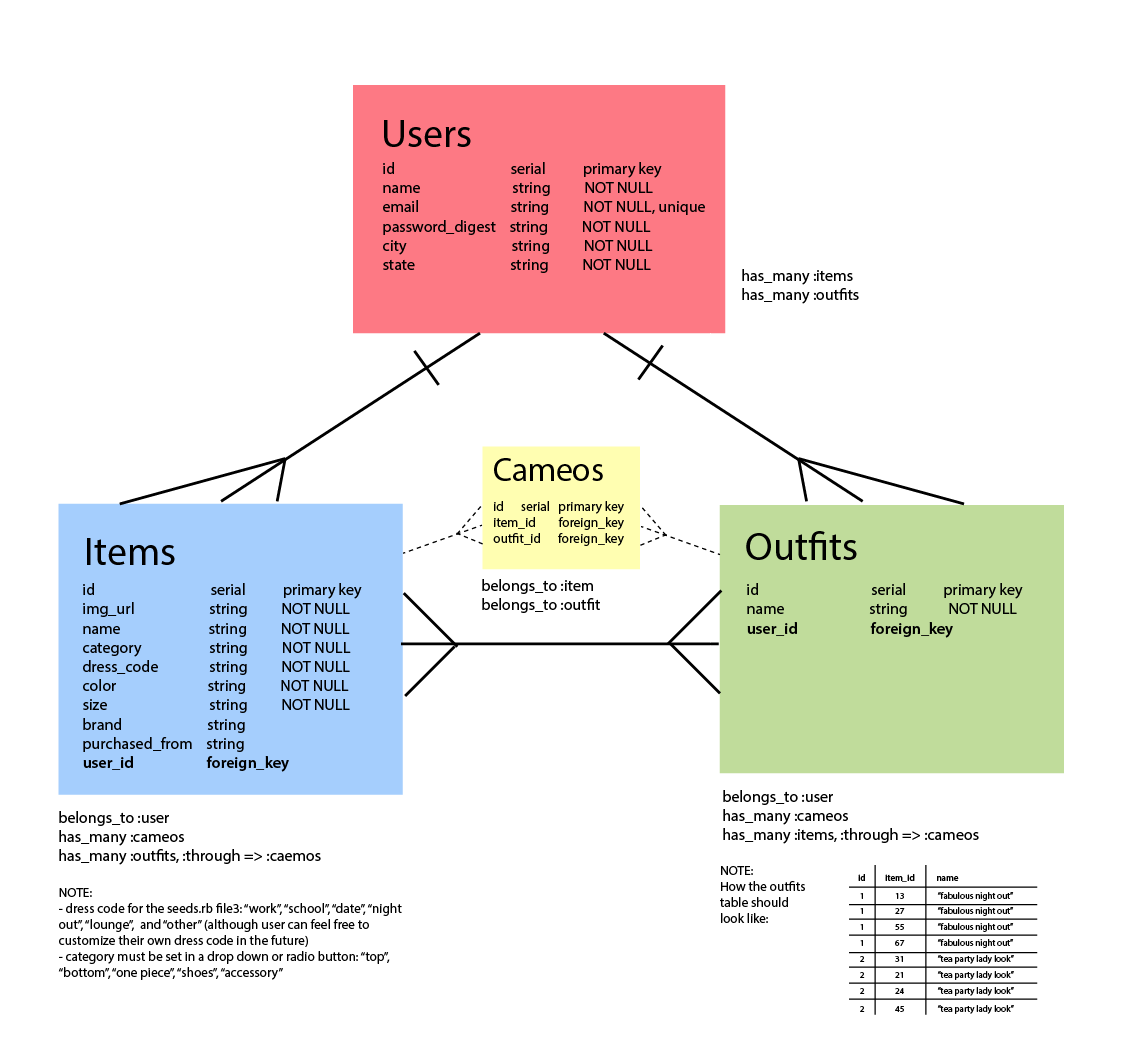 Users
id serial primary key
name string NOT NULL
email string NOT NULL, unique
password_digest string NOT NULL
city string NOT NULL
state string NOT NULL
has_many :items
has_many :outfits
Cameos
id serial primary key
item_id foreign_key
outfit_id foreign_key
belongs_to :item
belongs_to :outfit
Items
id serial primary key
img_url string NOT NULL
name string NOT NULL
category string NOT NULL
dress_code string NOT NULL
color string NOT NULL
size string NOT NULL
brand string
purchased_from string
user_id foreign_key
belongs_to :user
has_many :cameos
has_many :outfits, :through => :caemos
NOTE:
- dress code for the seeds.rb file3: “work”, “school”, “date”, “night
out”, “lounge”, and “other” (although user can feel free to
customize their own dress code in the future)
- category must be set in a drop down or radio button: “top”,
“bottom”, “one piece”, “shoes”, “accessory”
Outfits
id serial primary key
name string NOT NULL
user_id foreign_key
belongs_to :user
has_many :cameos
has_many :items, :through => :cameos
NOTE:
How the outfits
table should
look like:
id item_id name
1 13 “fabulous night out”
1 27 “fabulous night out”
1 55 “fabulous night out”
1 67 “fabulous night out”
2 31 “tea party lady look”
2 21 “tea party lady look”
2 24 “tea party lady look”
2 45 “tea party lady look”